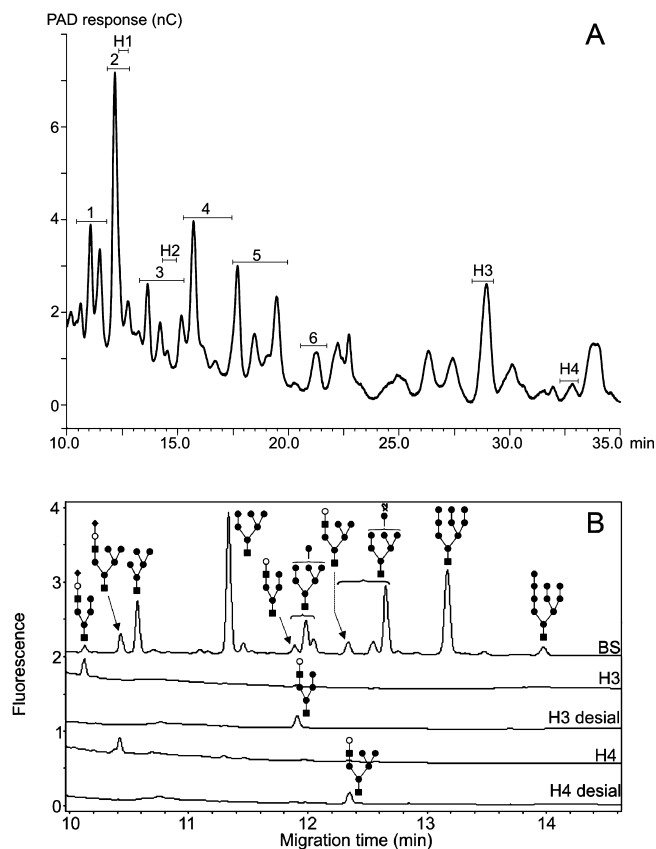 PAD response (nC)
A
H1
2
6
1
4
4
H2
3
5
H3
2
6
H4
0
10.0 15.0 20.0 25.0 30.0 35.0 min
B
4
3
Fluorescence
BS
2
H3
H3 desial
1
H4
H4 desial
0
10 11 12 13 14
Migration time (min)